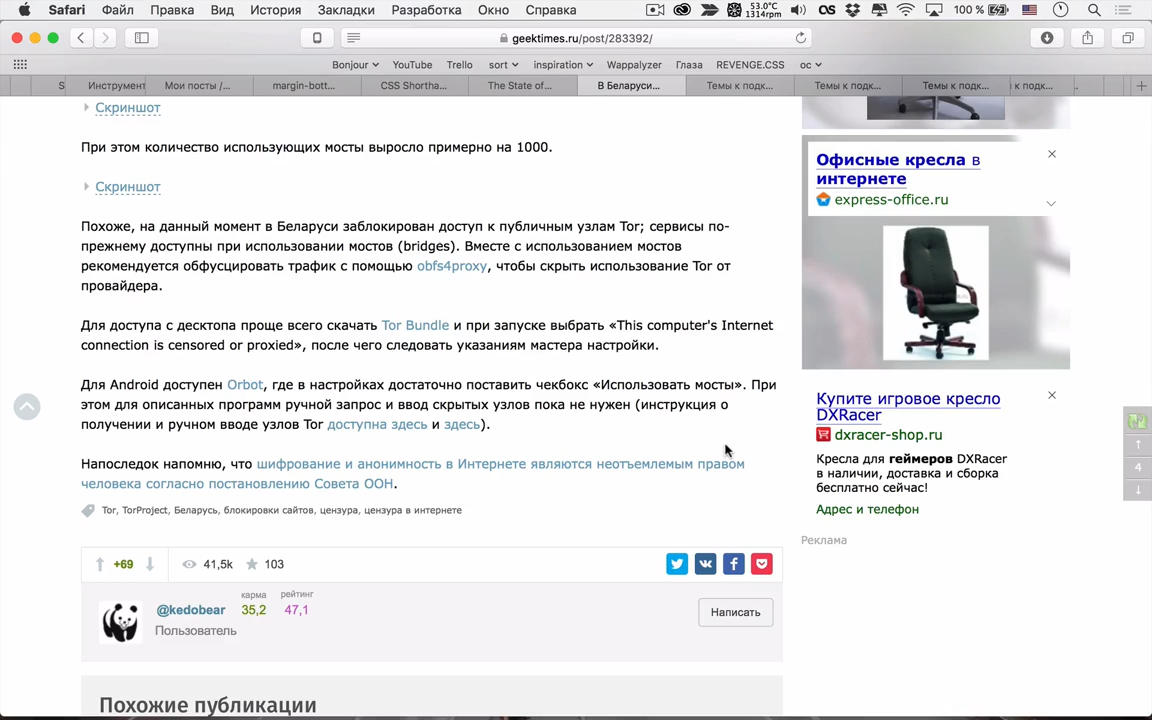 Safari Файл Правка Вид История Закладки Разработка Окно Справка 53.0°C 1314rpm 100 %
geektimes.ru/post/283392/
Bonjour YouTube Trello sort inspiration Wappalyzer Глаза REVENGE.CSS ос
S Инструмент Мои посты /... margin-bott... CSS Shortha... The State of... В Беларуси... Темы к подк... Темы к подк... Темы к подк... к подк...
Скриншот
При этом количество использующих мосты выросло примерно на 1000.
Скриншот
Похоже, на данный момент в Беларуси заблокирован доступ к публичным узлам Tor; сервисы по-
прежнему доступны при использовании мостов (bridges). Вместе с использованием мостов
рекомендуется обфусцировать трафик с помощью obfs4proxy, чтобы скрыть использование Tor от
провайдера.
Для доступа с десктопа проще всего скачать Tor Bundle и при запуске выбрать «This computer's Internet
connection is censored or proxied», после чего следовать указаниям мастера настройки.
Для Android доступен Orbot, где в настройках достаточно поставить чекбокс «Использовать мосты». При
этом для описанных программ ручной запрос и ввод скрытых узлов пока не нужен (инструкция о
получении и ручном вводе узлов Tor доступна здесь и здесь).
Напоследок напомню, что шифрование и анонимность в Интернете являются неотъемлемым правом
человека согласно постановлению Совета ООН.
Tor, TorProject, Беларусь, блокировки сайтов, цензура, цензура в интернете
+69 41,5k 103
карма рейтинг
@kedobear 35,2 47,1
Пользователь
Написать
Похожие публикации
Офисные кресла в
интернете
express-office.ru
Купите игровое кресло
DXRacer
dxracer-shop.ru
Кресла для геймеров DXRacer
в наличии, доставка и сборка
бесплатно сейчас!
Адрес и телефон
Реклама
4